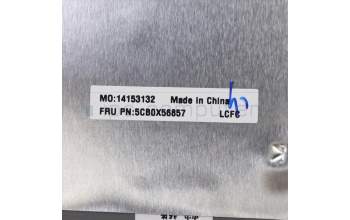 MO:14153132 Made in China
FRU PN:5CB0X56857 LCFC